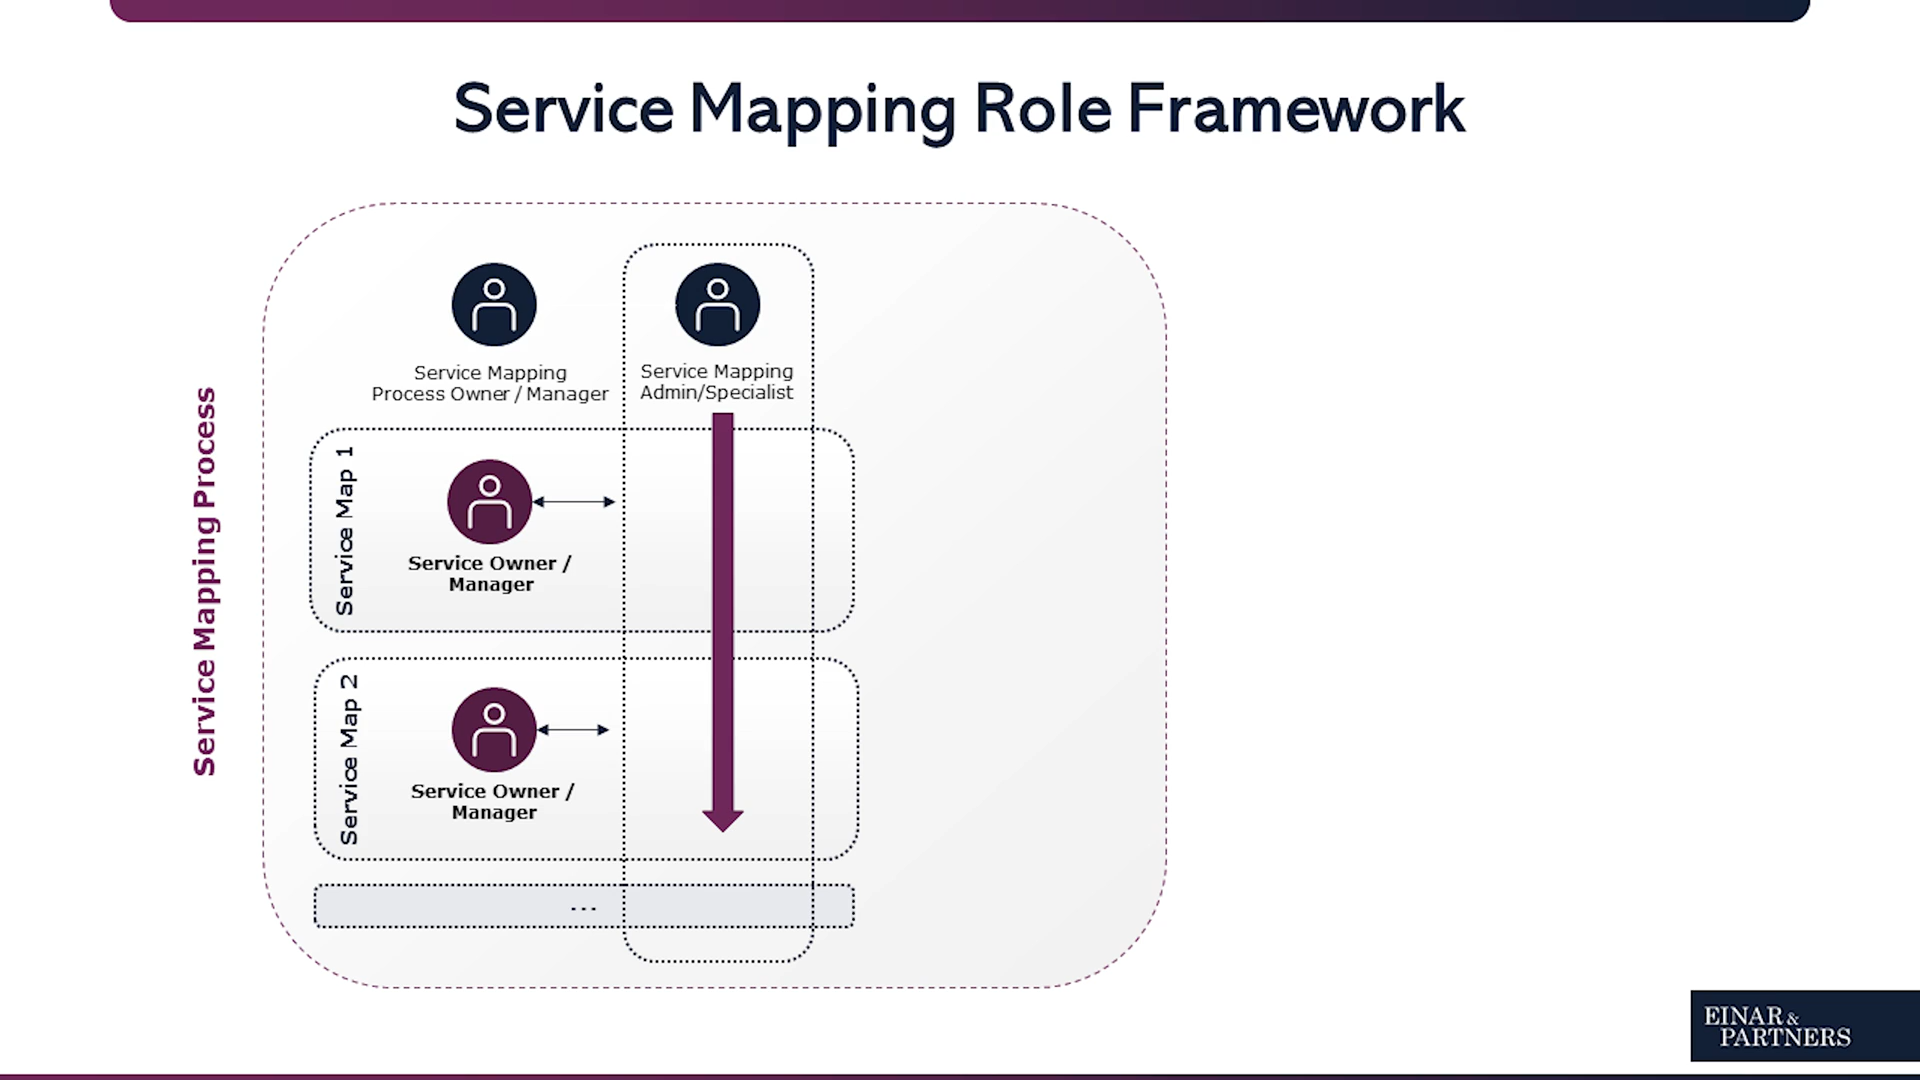 Service Mapping Role Framework
Service Mapping Process
Service Mapping
Process Owner / Manager
Service Mapping
Admin/Specialist
Service Map 1
Service Owner /
Manager
Service Map 2
Service Owner /
Manager
...
EINAR &
PARTNERS